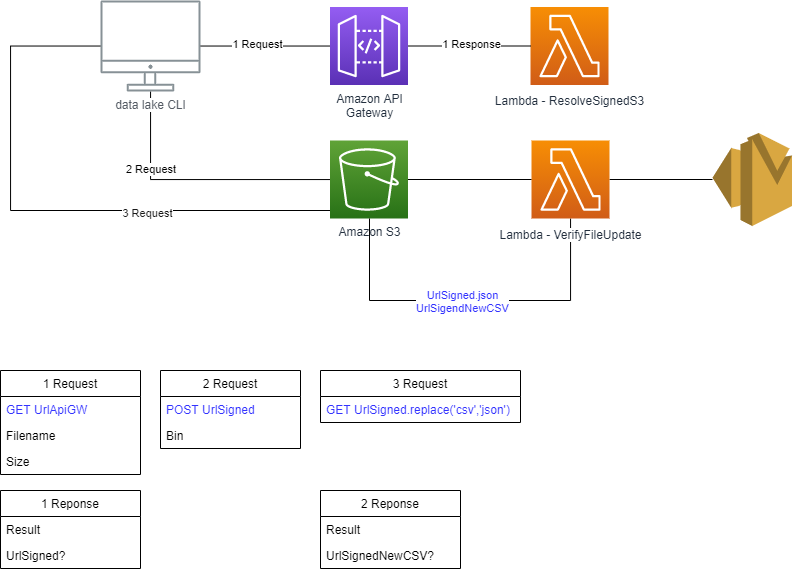 1 Request
1 Response
data lake CLI
Amazon API
Gateway
Lambda - ResolveSignedS3
2 Request
3 Request
Amazon S3
Lambda - VerifyFileUpdate
UrlSigned.json
UrlSigendNewCSV
1 Request
GET UrlApiGW
Filename
Size
2 Request
POST UrlSigned
Bin
3 Request
GET UrlSigned.replace('csv','json')
1 Reponse
Result
UrlSigned?
2 Reponse
Result
UrlSignedNewCSV?